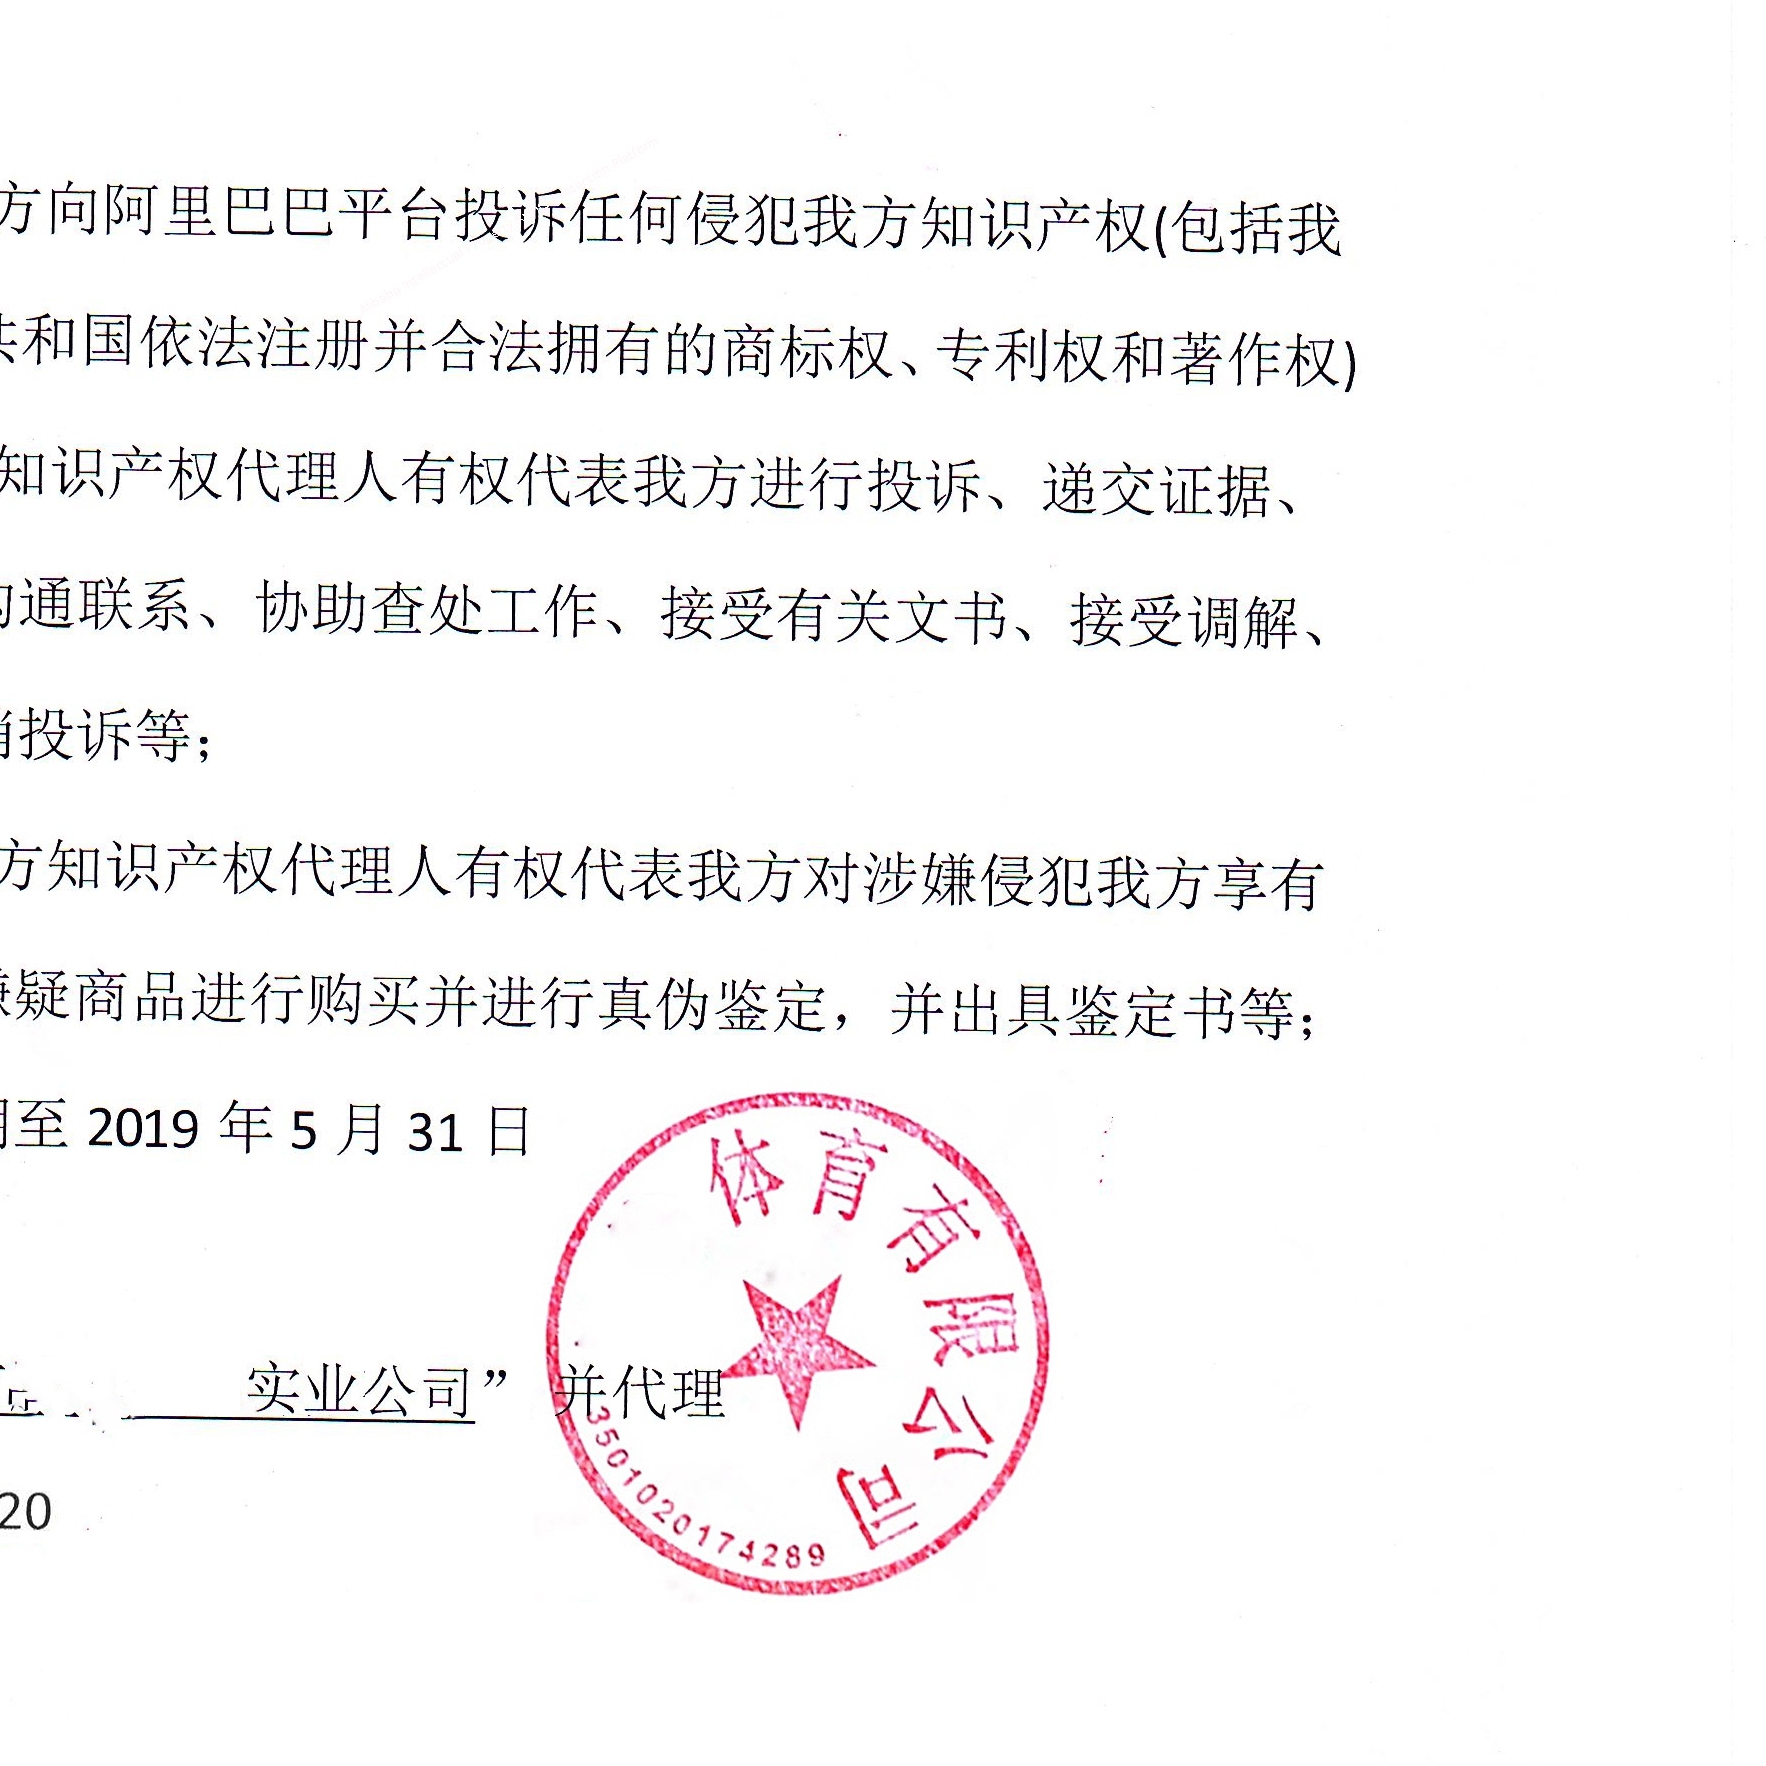 方向阿里巴巴平台投诉任何侵犯我方知识产权(包括我
共和国依法注册并合法拥有的商标权、专利权和著作权)
知识产权代理人有权代表我方进行投诉、递交证据、
通联系、协助查处工作、接受有关文书、接受调解、
投诉等；
方知识产权代理人有权代表我方对涉嫌侵犯我方享有
嫌疑商品进行购买并进行真伪鉴定，并出具鉴定书等；
至 2019 年 5 月 31 日
实业公司” 并代理
20
体育有限公司
3501020174289